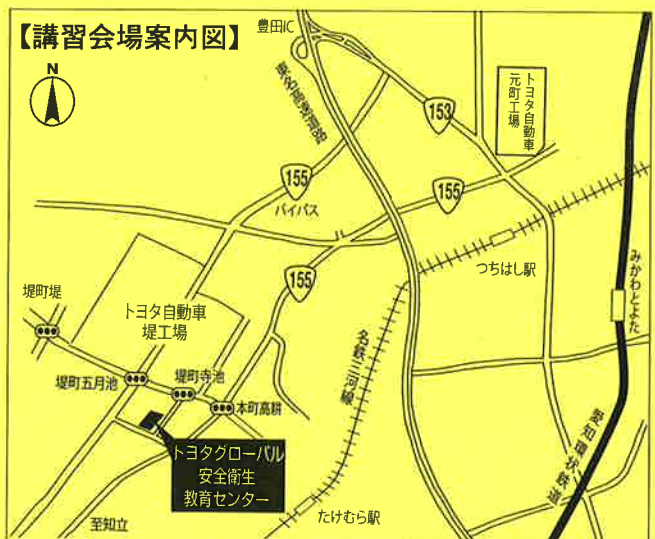 【講習会場案内図】
豊田IC
N
東名高速道路
153
トヨタ自動車
元町工場
155
バイパス
155
つちはし駅
みかわとよた
155
堤町堤
トヨタ自動車
堤工場
名鉄三河線
堤町五月池
堤町寺池
本町高耕
愛知環状鉄道
トヨタグローバル
安全衛生
教育センター
たけむら駅
至知立